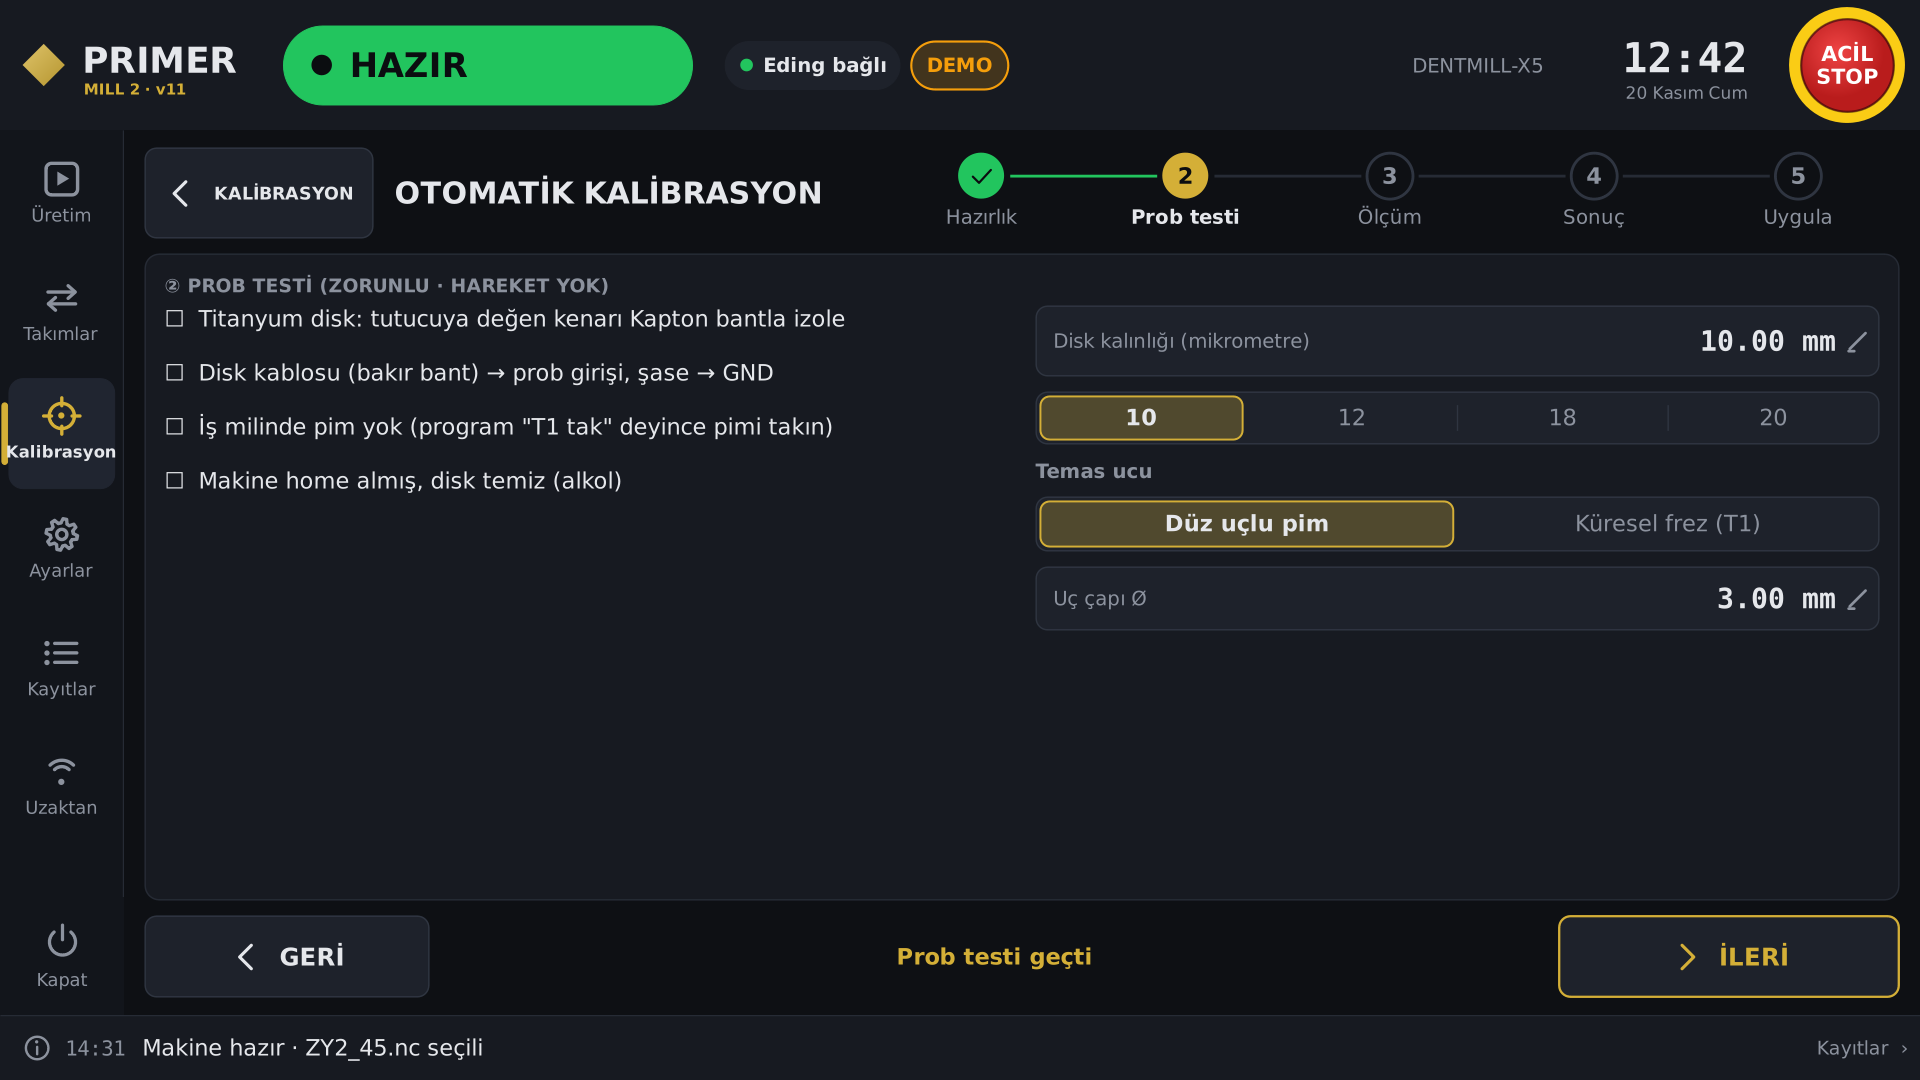 PRIMER
MILL 2 · v11
HAZIR
Eding bağlı
DEMO
DENTMILL-X5
12:42
20 Kasım Cum
ACİL
STOP
Üretim
Takımlar
Kalibrasyon
Ayarlar
Kayıtlar
Uzaktan
Kapat
KALİBRASYON
OTOMATİK KALİBRASYON
Hazırlık
2
Prob testi
3
Ölçüm
4
Sonuç
5
Uygula
② PROB TESTİ (ZORUNLU · HAREKET YOK)
☐ Titanyum disk: tutucuya değen kenarı Kapton bantla izole
☐ Disk kablosu (bakır bant) → prob girişi, şase → GND
☐ İş milinde pim yok (program "T1 tak" deyince pimi takın)
☐ Makine home almış, disk temiz (alkol)
Disk kalınlığı (mikrometre) 10.00 mm
10 12 18 20
Temas ucu
Düz uçlu pim Küresel frez (T1)
Uç çapı Ø 3.00 mm
GERİ
Prob testi geçti
İLERİ
14:31 Makine hazır · ZY2_45.nc seçili
Kayıtlar ›